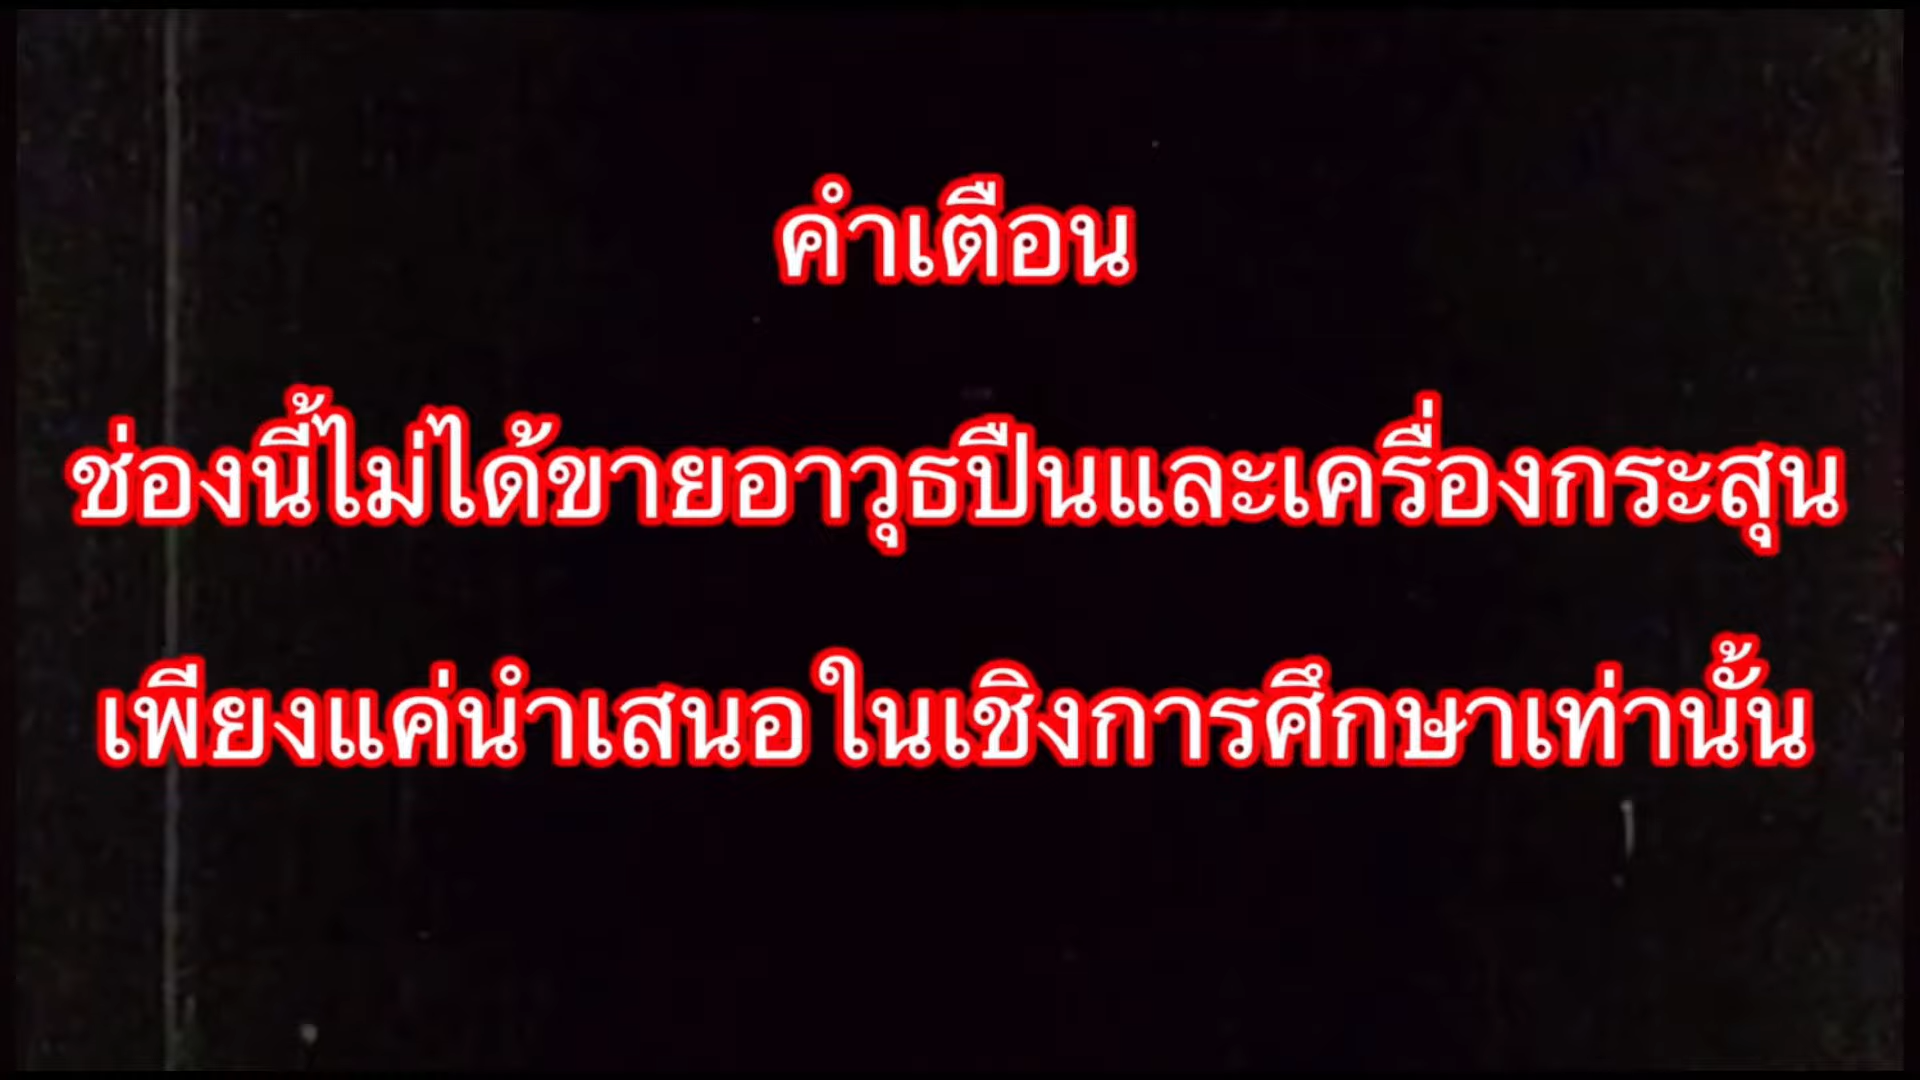 คำเตือน
ช่องนี้ไม่ได้ขายอาวุธปืนและเครื่องกระสุน
เพียงแค่นำเสนอในเชิงการศึกษาเท่านั้น